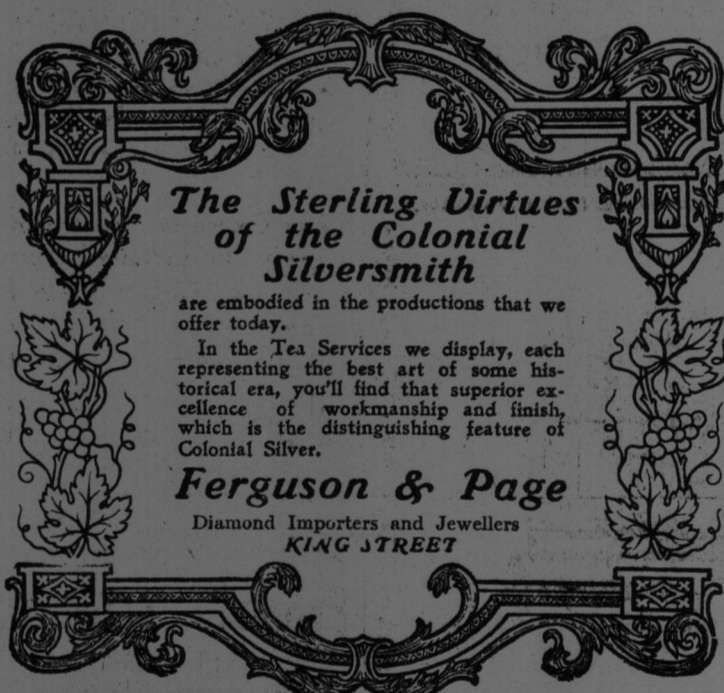 The Sterling Virtues
of the Colonial
Silversmith
are embodied in the productions that we
offer today.
In the Tea Services we display, each
representing the best art of some his-
torical era, you'll find that superior ex-
cellence of workmanship and finish,
which is the distinguishing feature of
Colonial Silver.
Ferguson & Page
Diamond Importers and Jewellers
KING STREET